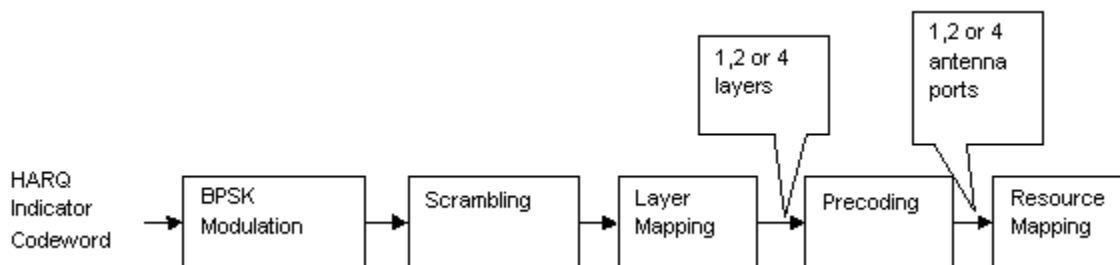 1,2 or 4
layers
1,2 or 4
antenna
ports
HARQ
Indicator
Codeword
BPSK
Modulation
Scrambling
Layer
Mapping
Precoding
Resource
Mapping